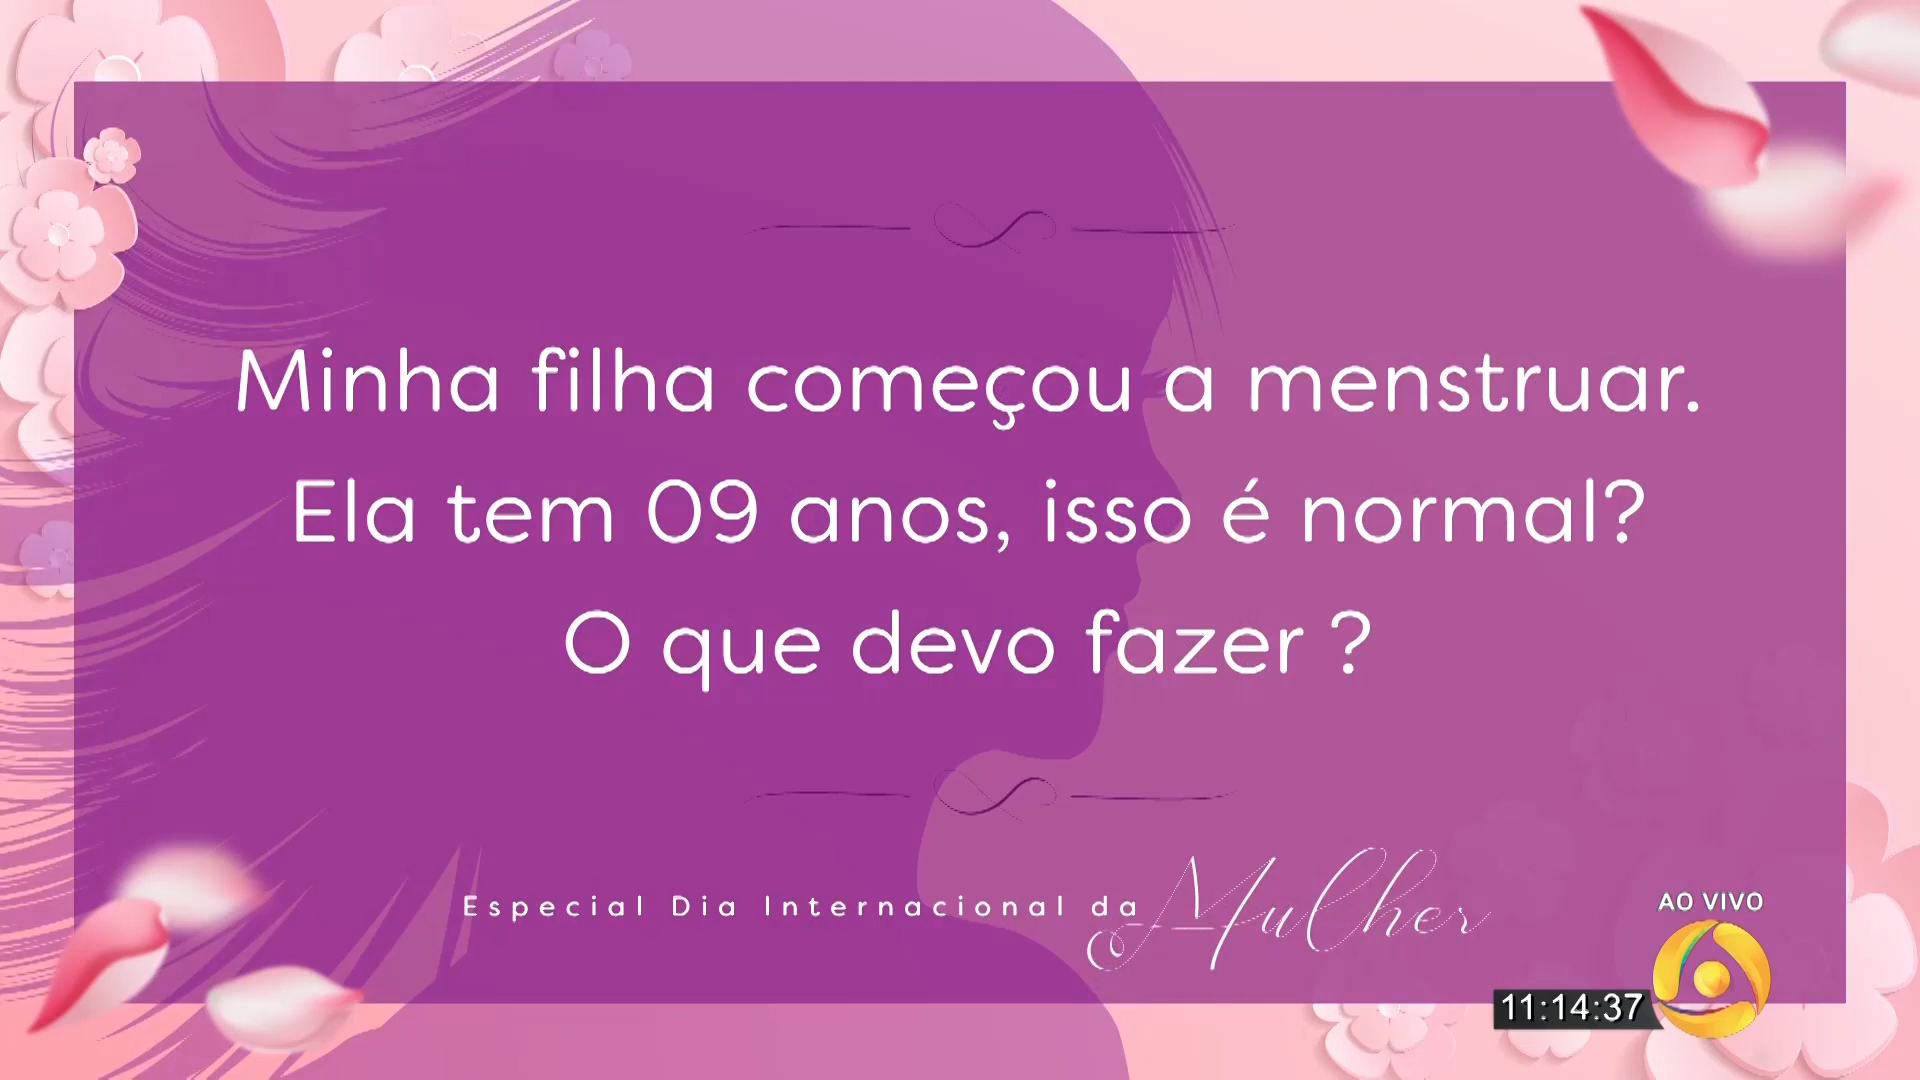 Minha filha começou a menstruar.
Ela tem 09 anos, isso é normal?
O que devo fazer ?
Especial Dia Internacional da Mulher
AO VIVO
11:14:37